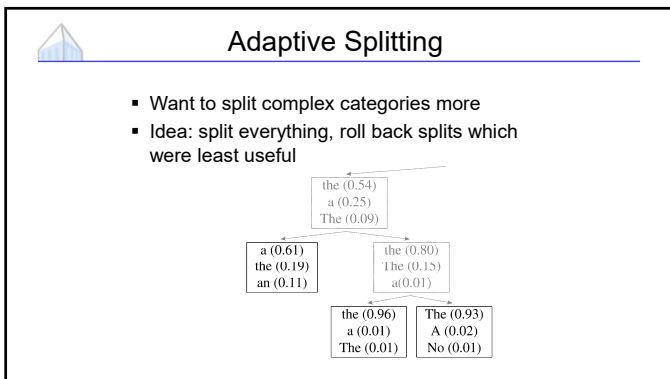 Adaptive Splitting
▪ Want to split complex categories more
▪ Idea: split everything, roll back splits which
were least useful
the (0.54)
a (0.25)
The (0.09)
a (0.61)
the (0.19)
an (0.11)
the (0.80)
The (0.15)
a(0.01)
the (0.96)
a (0.01)
The (0.01)
The (0.93)
A (0.02)
No (0.01)